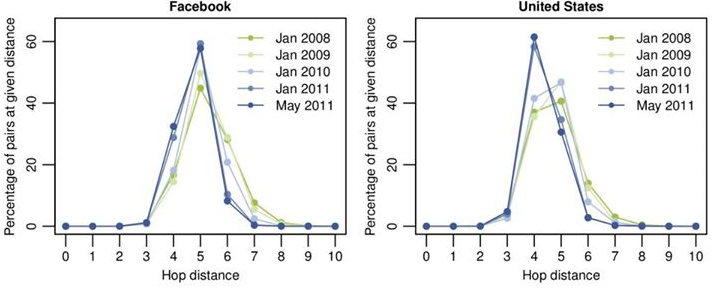 Facebook
Percentage of pairs at given distance
60
40
20
0
Jan 2008
Jan 2009
Jan 2010
Jan 2011
May 2011
0 1 2 3 4 5 6 7 8 9 10
Hop distance
United States
Percentage of pairs at given distance
60
40
20
0
Jan 2008
Jan 2009
Jan 2010
Jan 2011
May 2011
0 1 2 3 4 5 6 7 8 9 10
Hop distance